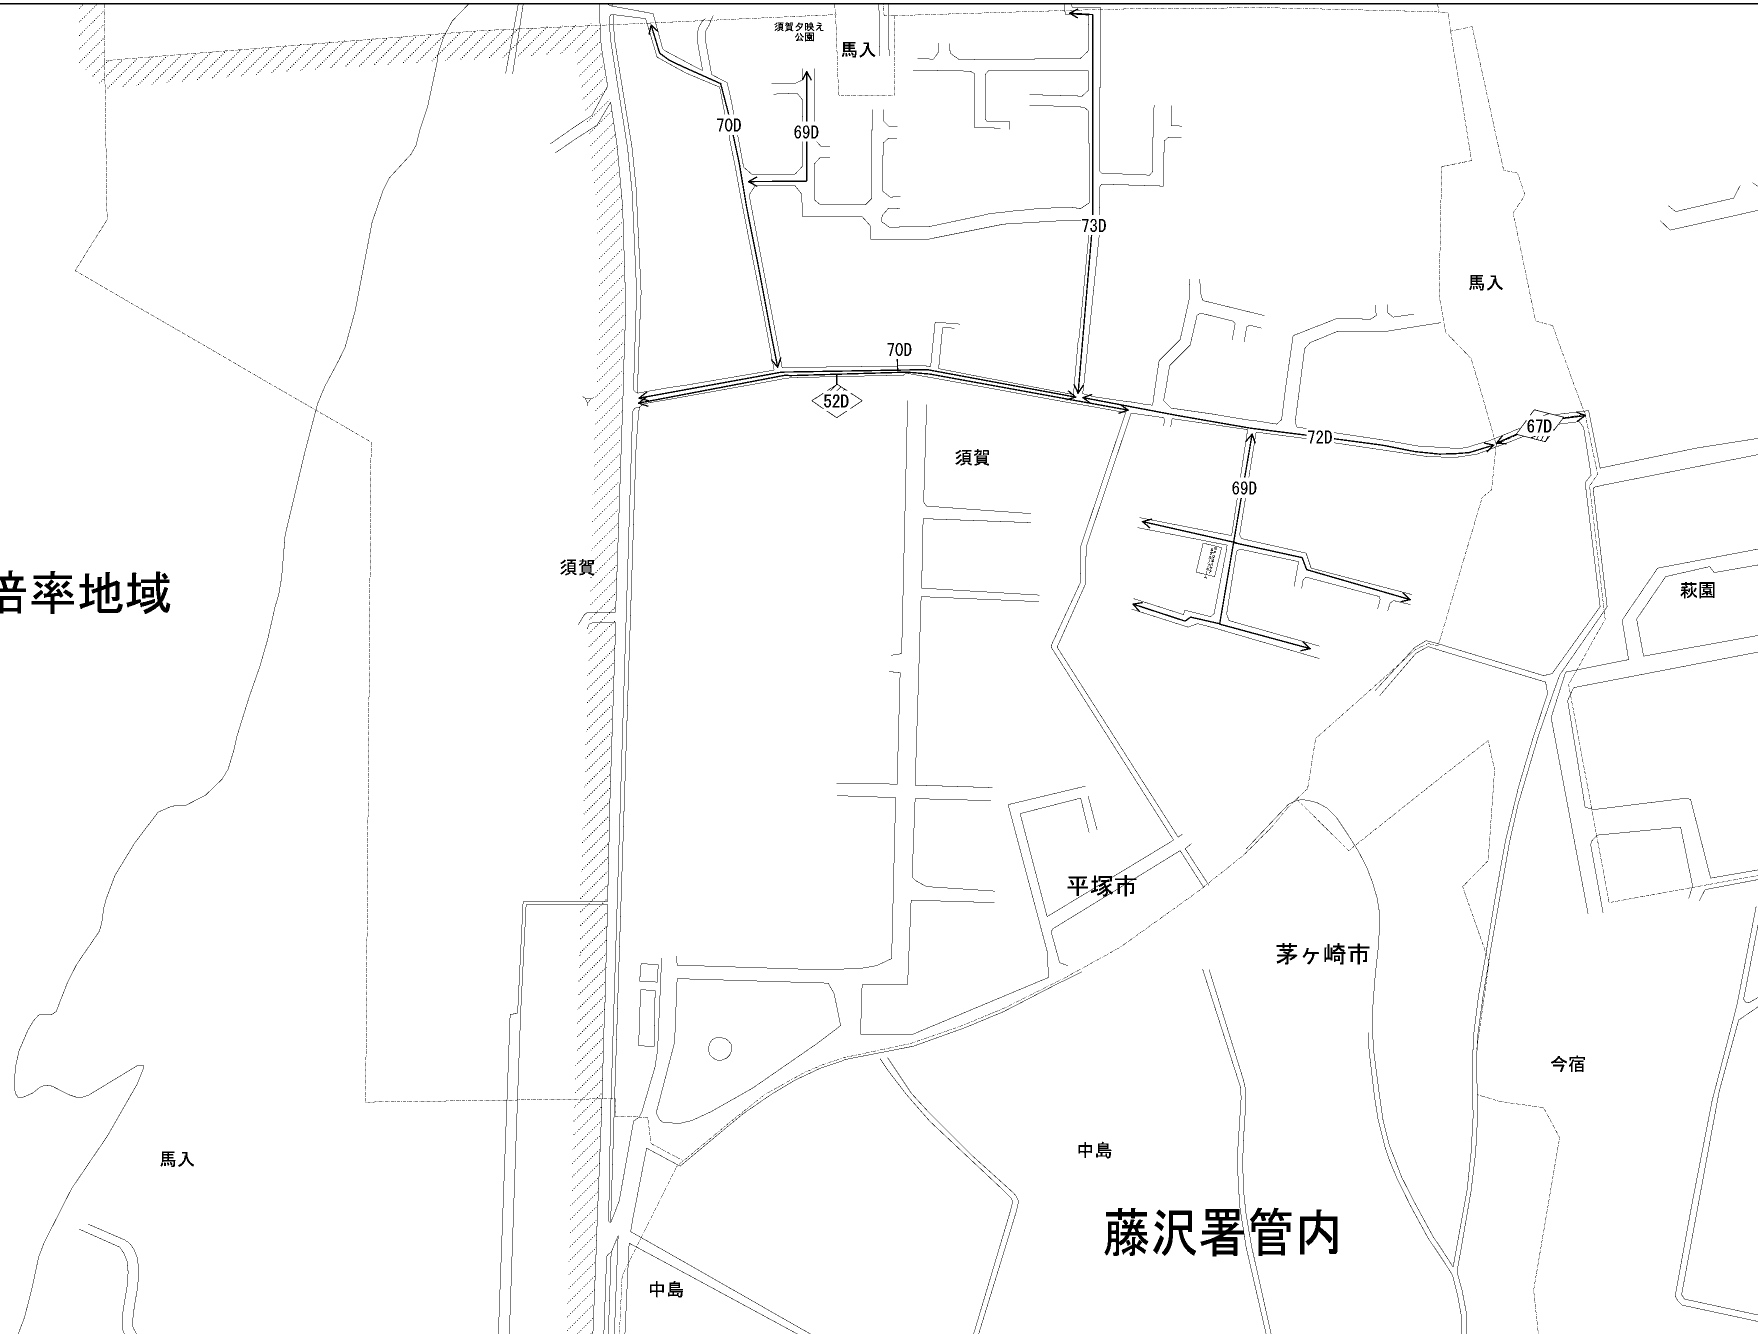 須賀夕映え
公園
馬入
70D
69D
73D
馬入
70D
52D
67D
72D
須賀
69D
須賀
倍率地域
萩園
平塚市
茅ヶ崎市
今宿
中島
馬入
藤沢署管内
中島